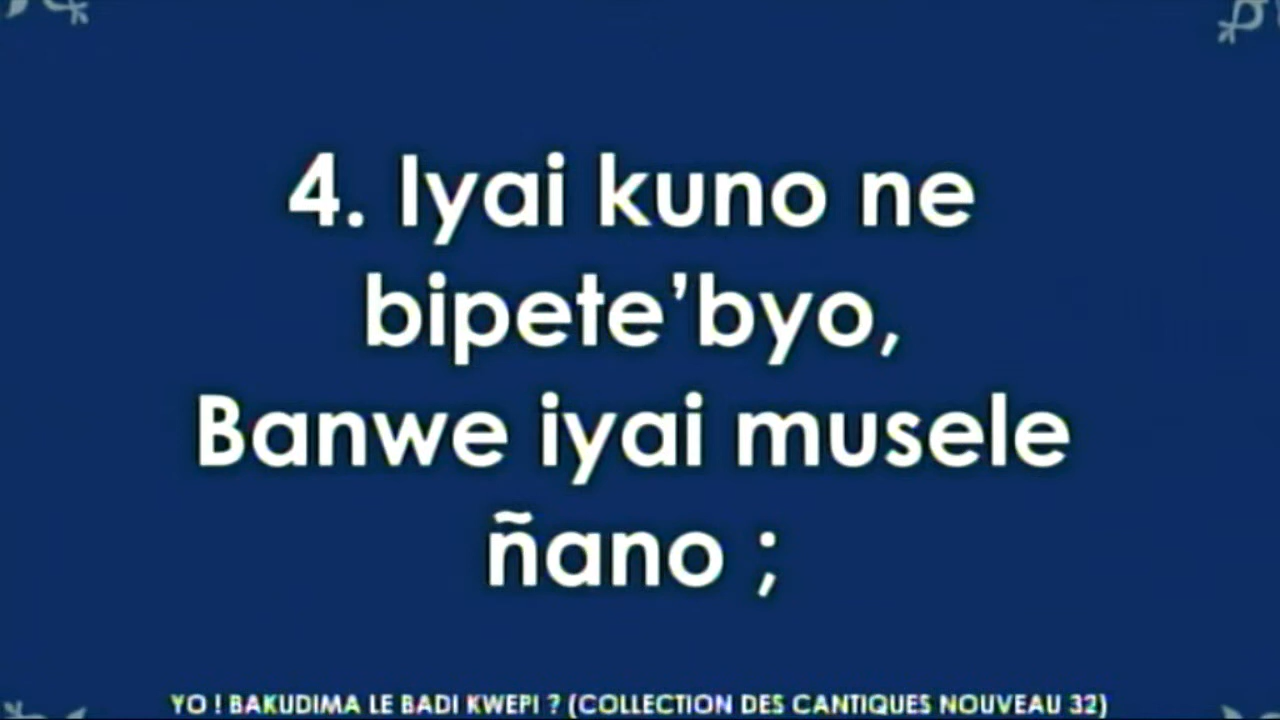 4. Iyai kuno ne
bipete’byo,
Banwe iyai musele
ñano ;
YO ! BAKUDIMA LE BADI KWEPI ? (COLLECTION DES CANTIQUES NOUVEAU 32)